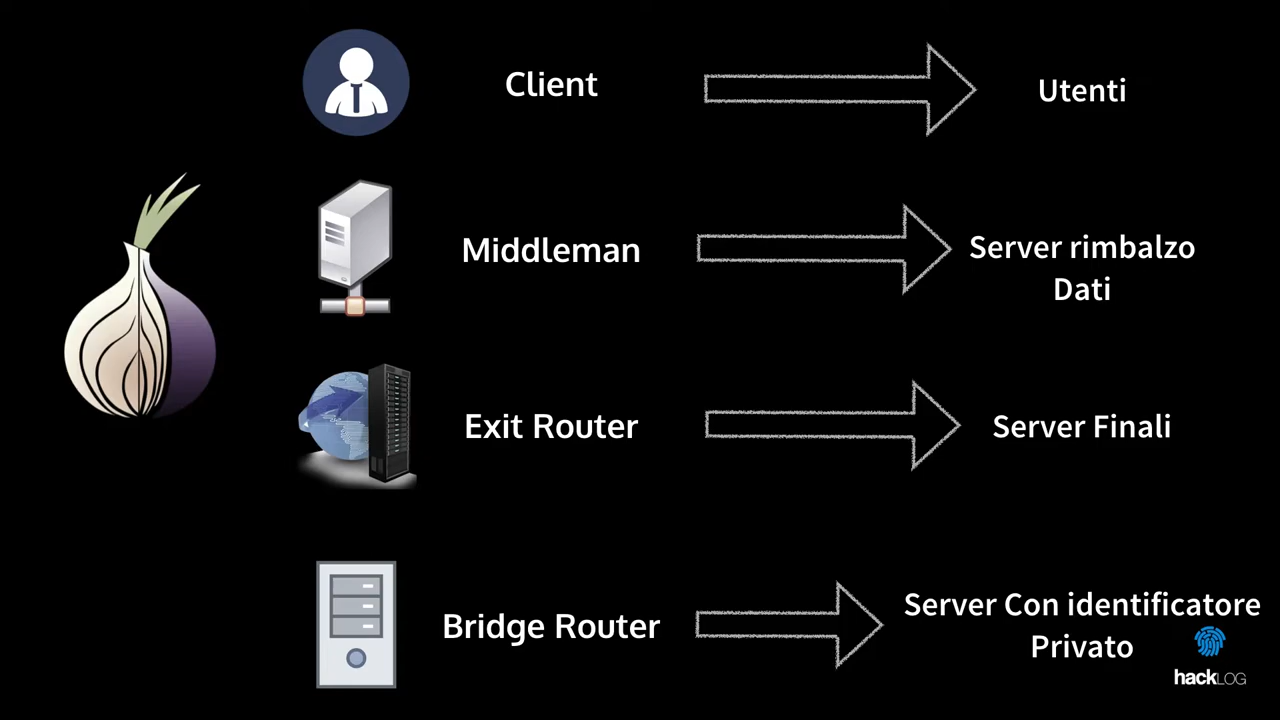 Client
Utenti
Middleman
Server rimbalzo
Dati
Exit Router
Server Finali
Bridge Router
Server Con identificatore
Privato
hackLOG